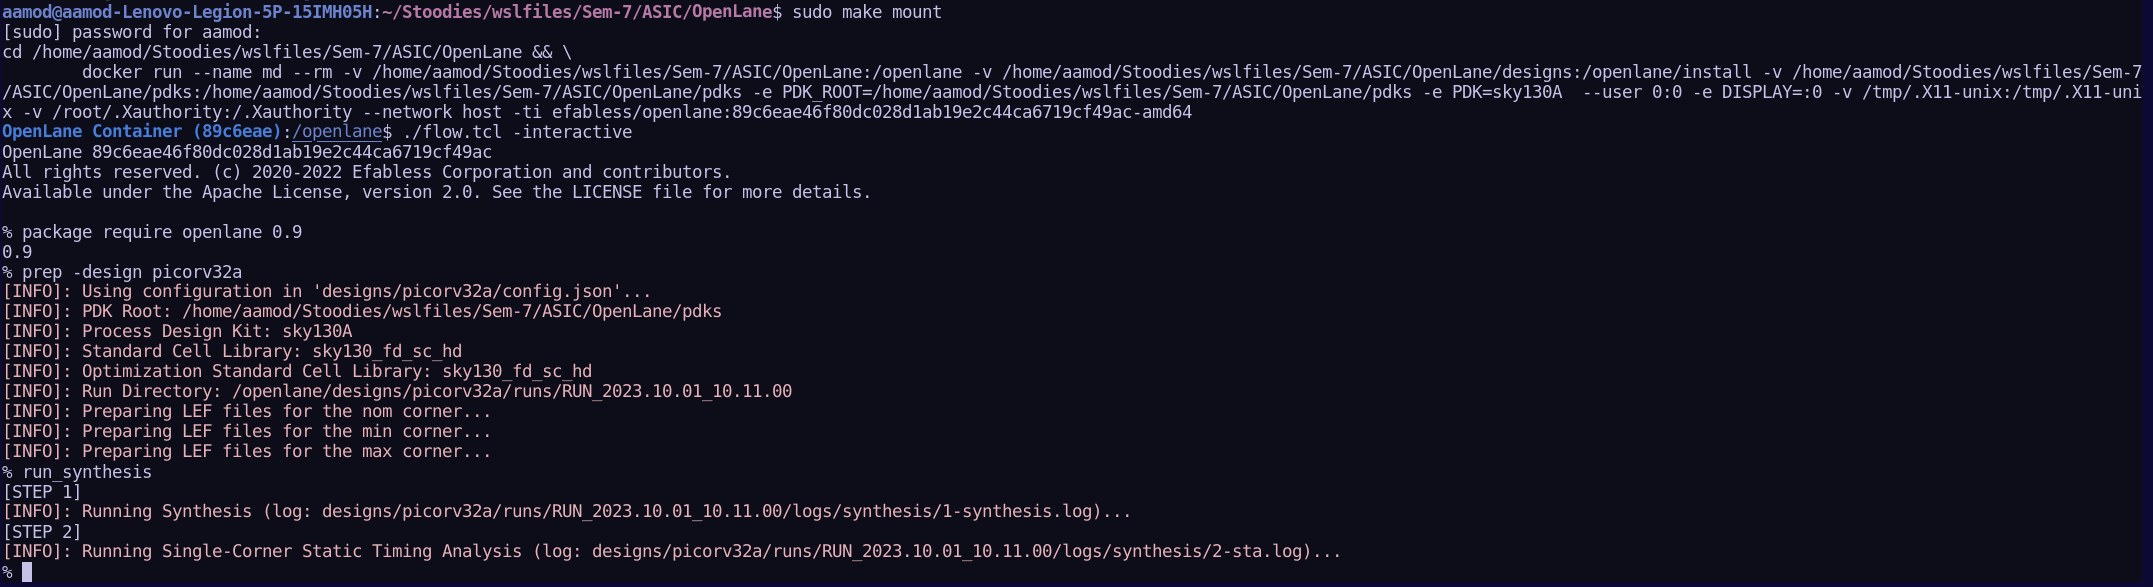 aamod@aamod-Lenovo-Legion-5P-15IMH05H:~/Stoodies/wslfiles/Sem-7/ASIC/OpenLane$ sudo make mount
[sudo] password for aamod:
cd /home/aamod/Stoodies/wslfiles/Sem-7/ASIC/OpenLane && \
        docker run --name md --rm -v /home/aamod/Stoodies/wslfiles/Sem-7/ASIC/OpenLane:/openlane -v /home/aamod/Stoodies/wslfiles/Sem-7/ASIC/OpenLane/designs:/openlane/install -v /home/aamod/Stoodies/wslfiles/Sem-7
/ASIC/OpenLane/pdks:/home/aamod/Stoodies/wslfiles/Sem-7/ASIC/OpenLane/pdks -e PDK_ROOT=/home/aamod/Stoodies/wslfiles/Sem-7/ASIC/OpenLane/pdks -e PDK=sky130A  --user 0:0 -e DISPLAY=:0 -v /tmp/.X11-unix:/tmp/.X11-uni
x -v /root/.Xauthority:/.Xauthority --network host -ti efabless/openlane:89c6eae46f80dc028d1ab19e2c44ca6719cf49ac-amd64
OpenLane Container (89c6eae):/openlane$ ./flow.tcl -interactive
OpenLane 89c6eae46f80dc028d1ab19e2c44ca6719cf49ac
All rights reserved. (c) 2020-2022 Efabless Corporation and contributors.
Available under the Apache License, version 2.0. See the LICENSE file for more details.
% package require openlane 0.9
0.9
% prep -design picorv32a
[INFO]: Using configuration in 'designs/picorv32a/config.json'...
[INFO]: PDK Root: /home/aamod/Stoodies/wslfiles/Sem-7/ASIC/OpenLane/pdks
[INFO]: Process Design Kit: sky130A
[INFO]: Standard Cell Library: sky130_fd_sc_hd
[INFO]: Optimization Standard Cell Library: sky130_fd_sc_hd
[INFO]: Run Directory: /openlane/designs/picorv32a/runs/RUN_2023.10.01_10.11.00
[INFO]: Preparing LEF files for the nom corner...
[INFO]: Preparing LEF files for the min corner...
[INFO]: Preparing LEF files for the max corner...
% run_synthesis
[STEP 1]
[INFO]: Running Synthesis (log: designs/picorv32a/runs/RUN_2023.10.01_10.11.00/logs/synthesis/1-synthesis.log)...
[STEP 2]
[INFO]: Running Single-Corner Static Timing Analysis (log: designs/picorv32a/runs/RUN_2023.10.01_10.11.00/logs/synthesis/2-sta.log)...
%